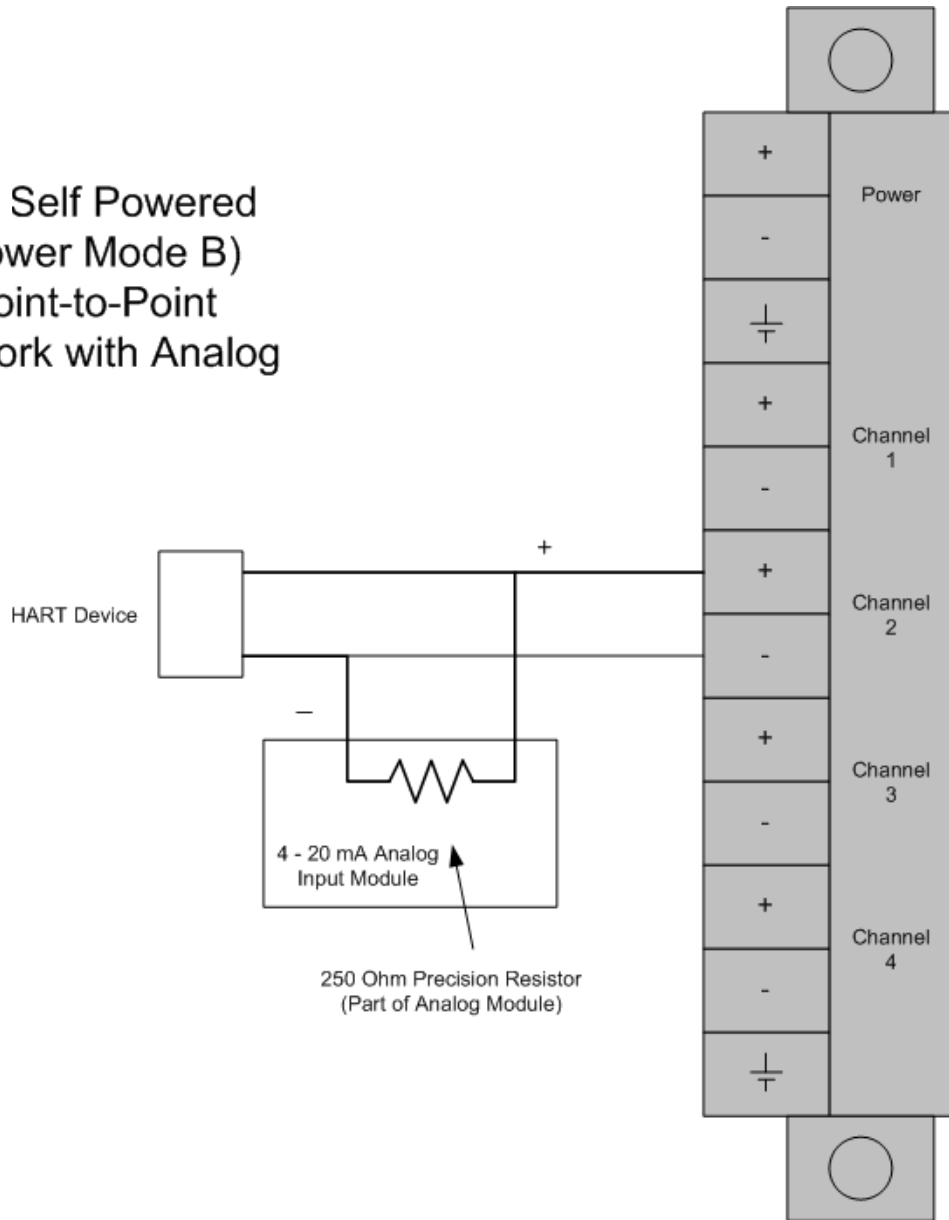 Self Powered
ower Mode B)
oint-to-Point
ork with Analog
+
Power
-
+
Channel
1
-
+
+
Channel
2
HART Device
-
–
+
Channel
3
-
4 - 20 mA Analog
Input Module
+
Channel
4
250 Ohm Precision Resistor
(Part of Analog Module)
-